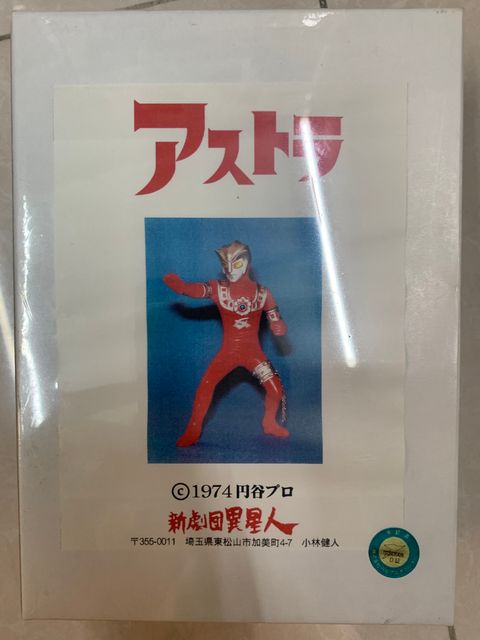 アストラ
©1974円谷プロ
新劇団異星人
〒355-0011 埼玉県東松山市加美町4-7 小林健人